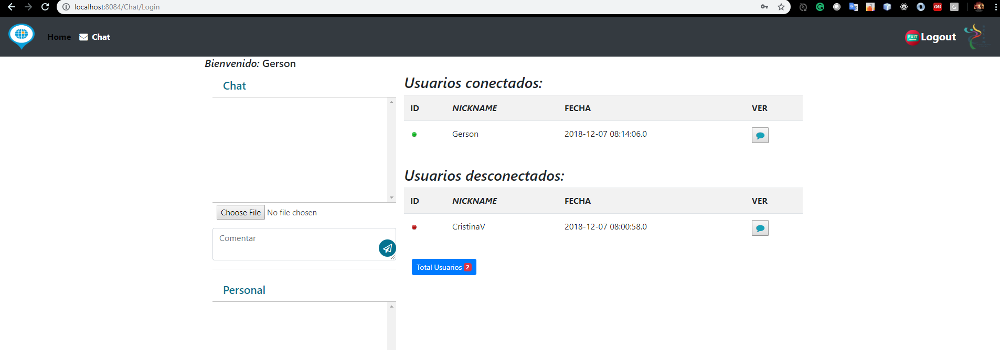 localhost:8084/Chat/Login
CORS
G
Home Chat
EXIT Logout
Bienvenido: Gerson
Chat
Choose File No file chosen
Comentar
Personal
Usuarios conectados:
ID NICKNAME FECHA VER
Gerson 2018-12-07 08:14:06.0
Usuarios desconectados:
ID NICKNAME FECHA VER
CristinaV 2018-12-07 08:00:58.0
Total Usuarios 2